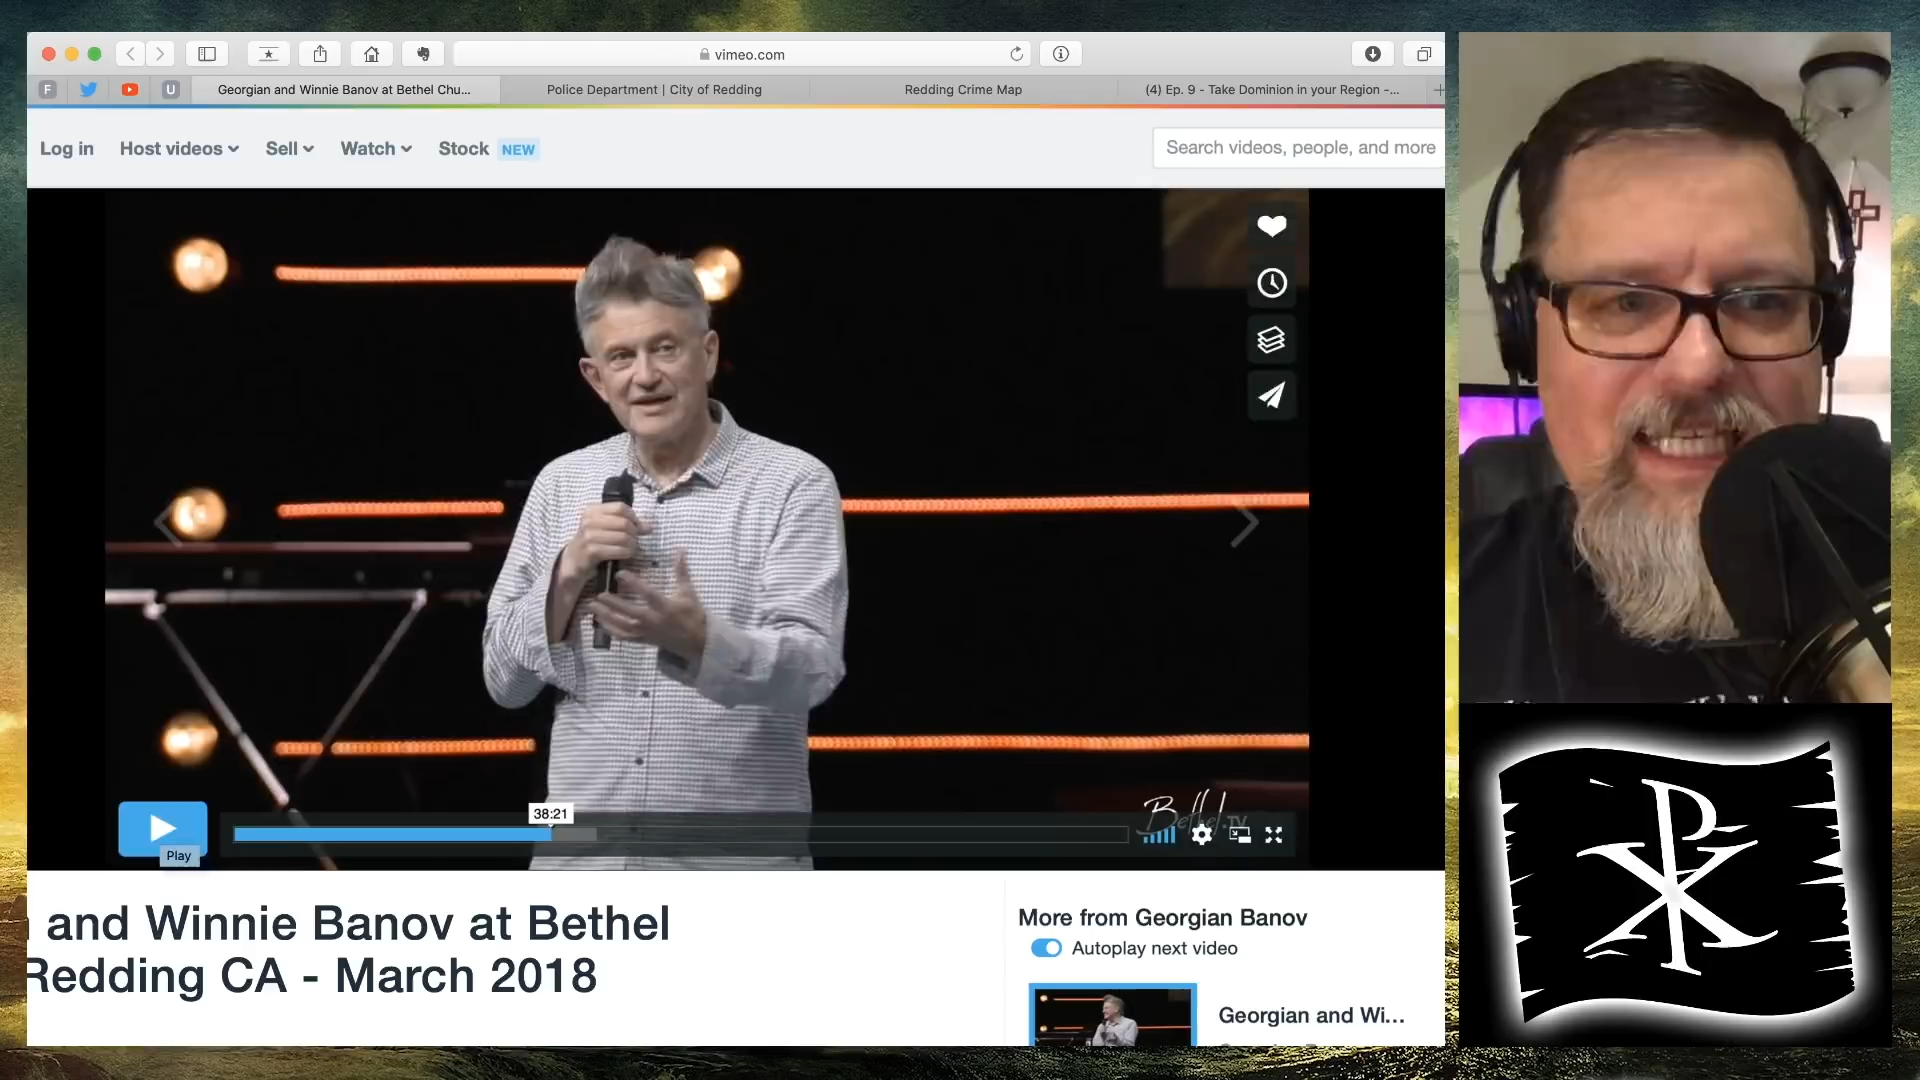 vimeo.com
F
U
Georgian and Winnie Banov at Bethel Chu...
Police Department | City of Redding
Redding Crime Map
(4) Ep. 9 - Take Dominion in your Region -...
Log in
Host videos
Sell
Watch
Stock NEW
Search videos, people, and more
38:21
Bethel.TV
Play
and Winnie Banov at Bethel
Redding CA - March 2018
More from Georgian Banov
Autoplay next video
Georgian and Wi...